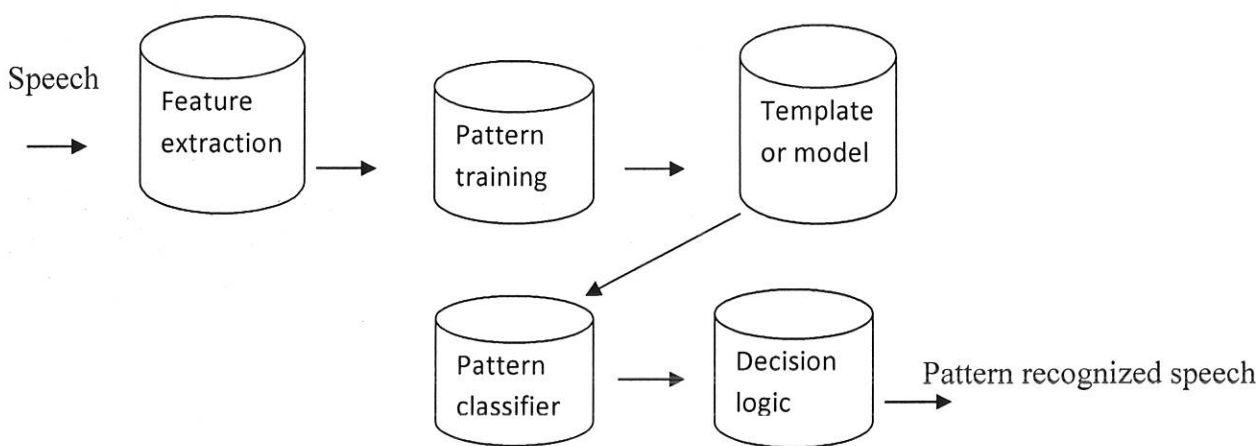 Speech
Feature
extraction
Pattern
training
Template
or model
Pattern
classifier
Decision
logic
Pattern recognized speech